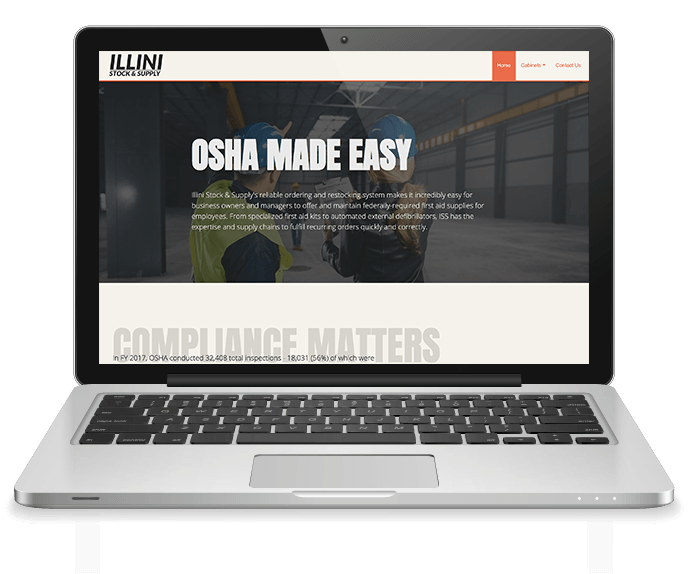 ILLINI
STOCK & SUPPLY
Home
Cabinets
Contact Us
OSHA MADE EASY
Illini Stock & Supply's reliable ordering and restocking system makes it incredibly easy for
business owners and managers to offer and maintain federally-required first aid supplies for
employees. From specialized first aid kits to automated external defibrillators, ISS has the
expertise and supply chains to fulfill recurring orders quickly and correctly.
COMPLIANCE MATTERS
In FY 2017, OSHA conducted 32,408 total inspections - 18,031 (56%) of which were